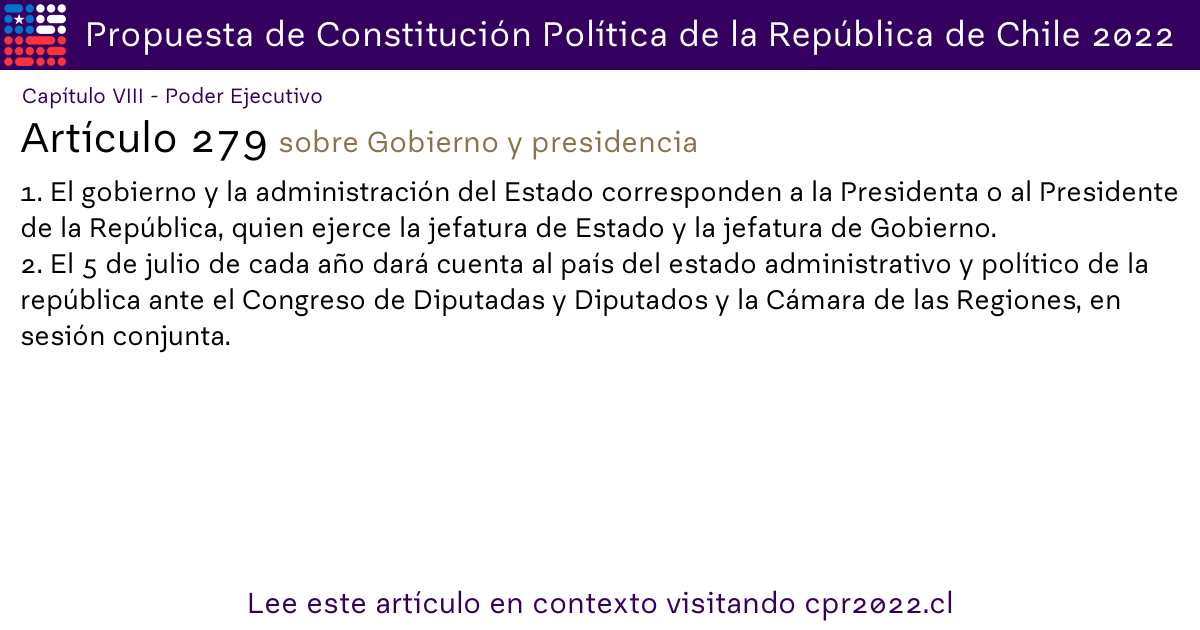 Propuesta de Constitución Política de la República de Chile 2022
Capítulo VIII - Poder Ejecutivo
Artículo 279 sobre Gobierno y presidencia
1. El gobierno y la administración del Estado corresponden a la Presidenta o al Presidente
de la República, quien ejerce la jefatura de Estado y la jefatura de Gobierno.
2. El 5 de julio de cada año dará cuenta al país del estado administrativo y político de la
república ante el Congreso de Diputadas y Diputados y la Cámara de las Regiones, en
sesión conjunta.
Lee este artículo en contexto visitando cpr2022.cl